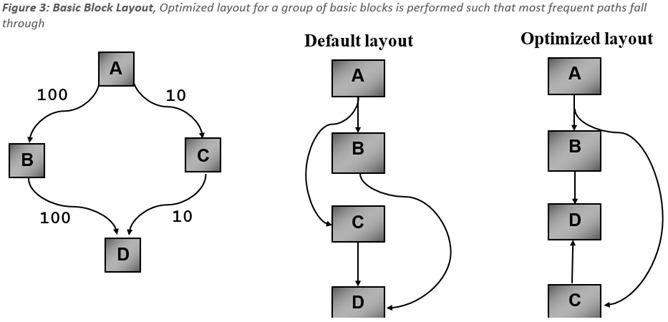 Figure 3: Basic Block Layout, Optimized layout for a group of basic blocks is performed such that most frequent paths fall
through
Default layout
Optimized layout
A
100
10
B
C
100
10
D
A
B
C
D
A
B
D
C